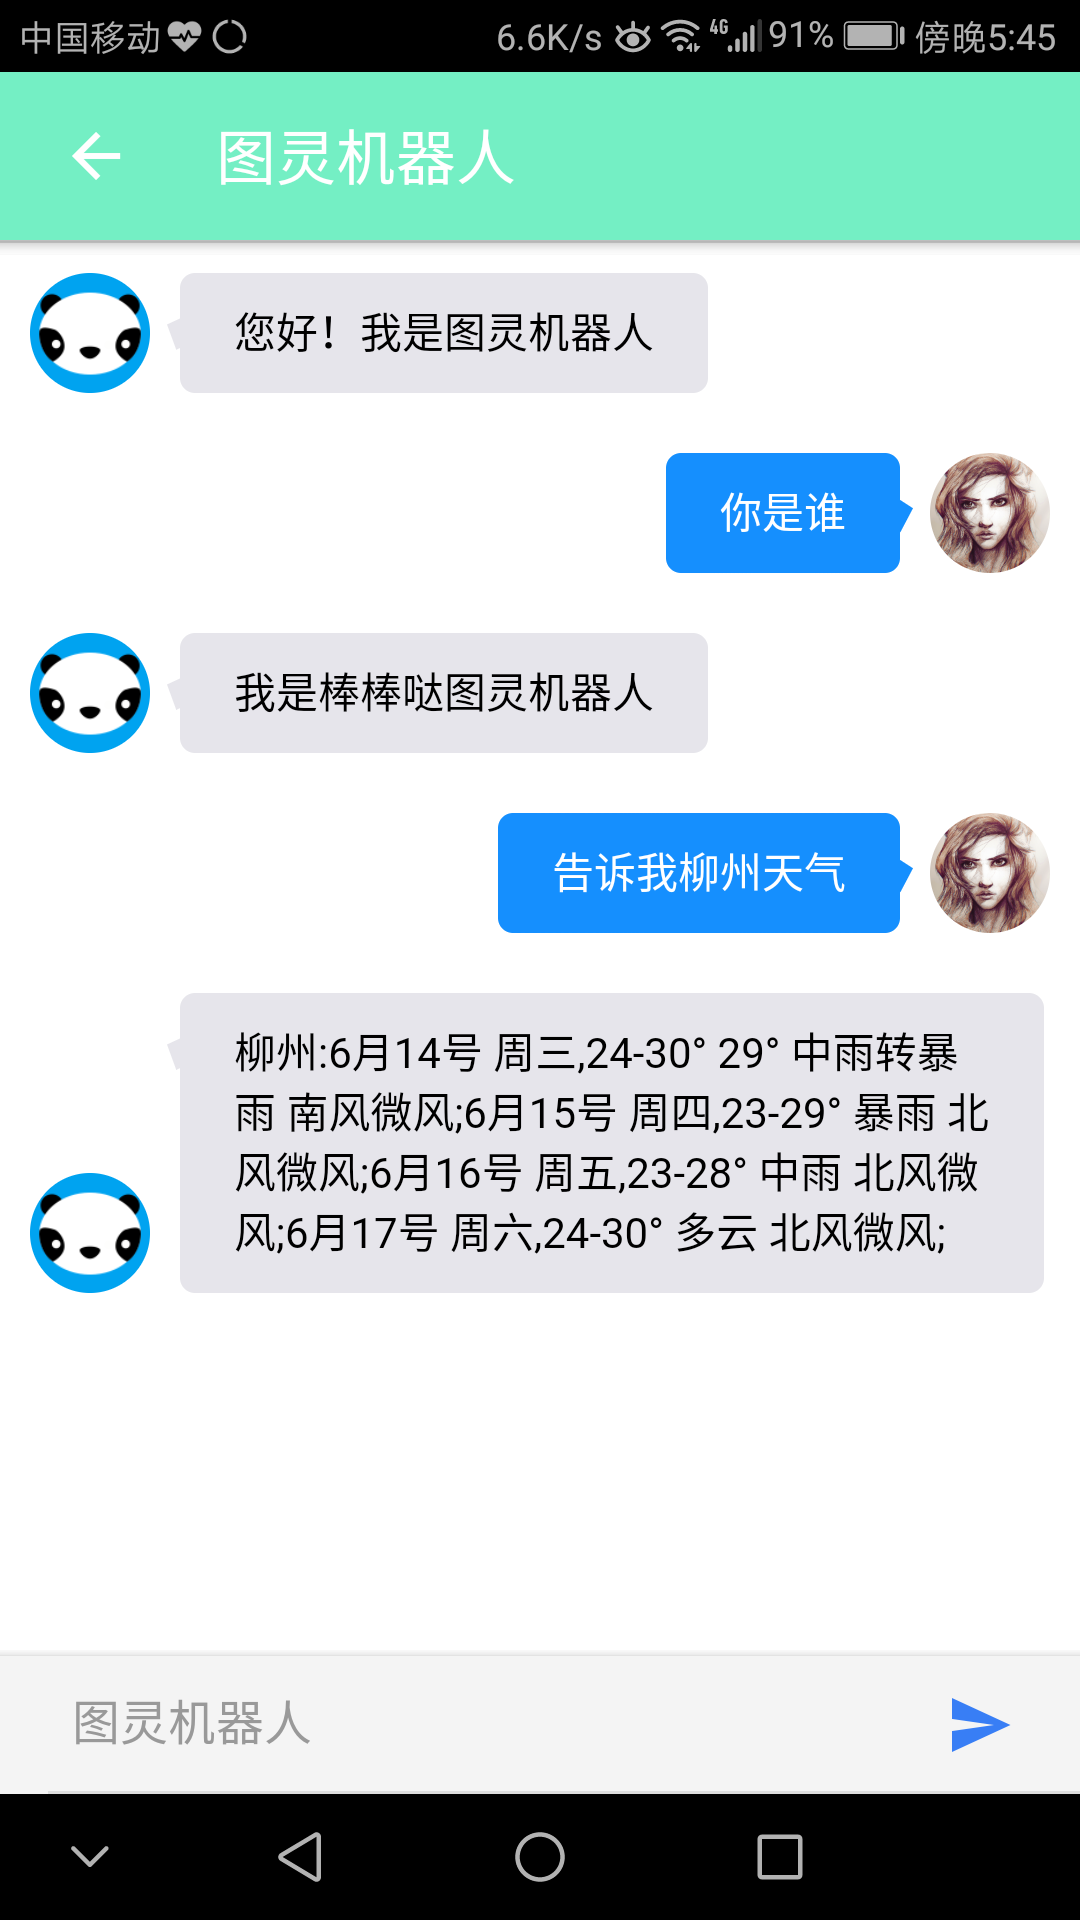 中国移动 6.6K/s 4G 91% 傍晚5:45
图灵机器人
您好！我是图灵机器人
你是谁
我是棒棒哒图灵机器人
告诉我柳州天气
柳州:6月14号 周三,24-30° 29° 中雨转暴
雨 南风微风;6月15号 周四,23-29° 暴雨 北
风微风;6月16号 周五,23-28° 中雨 北风微
风;6月17号 周六,24-30° 多云 北风微风;
图灵机器人